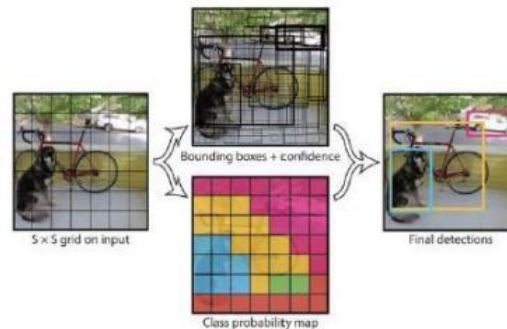 Bounding boxes + confidence
S × S grid on input
Final detections
Class probability map